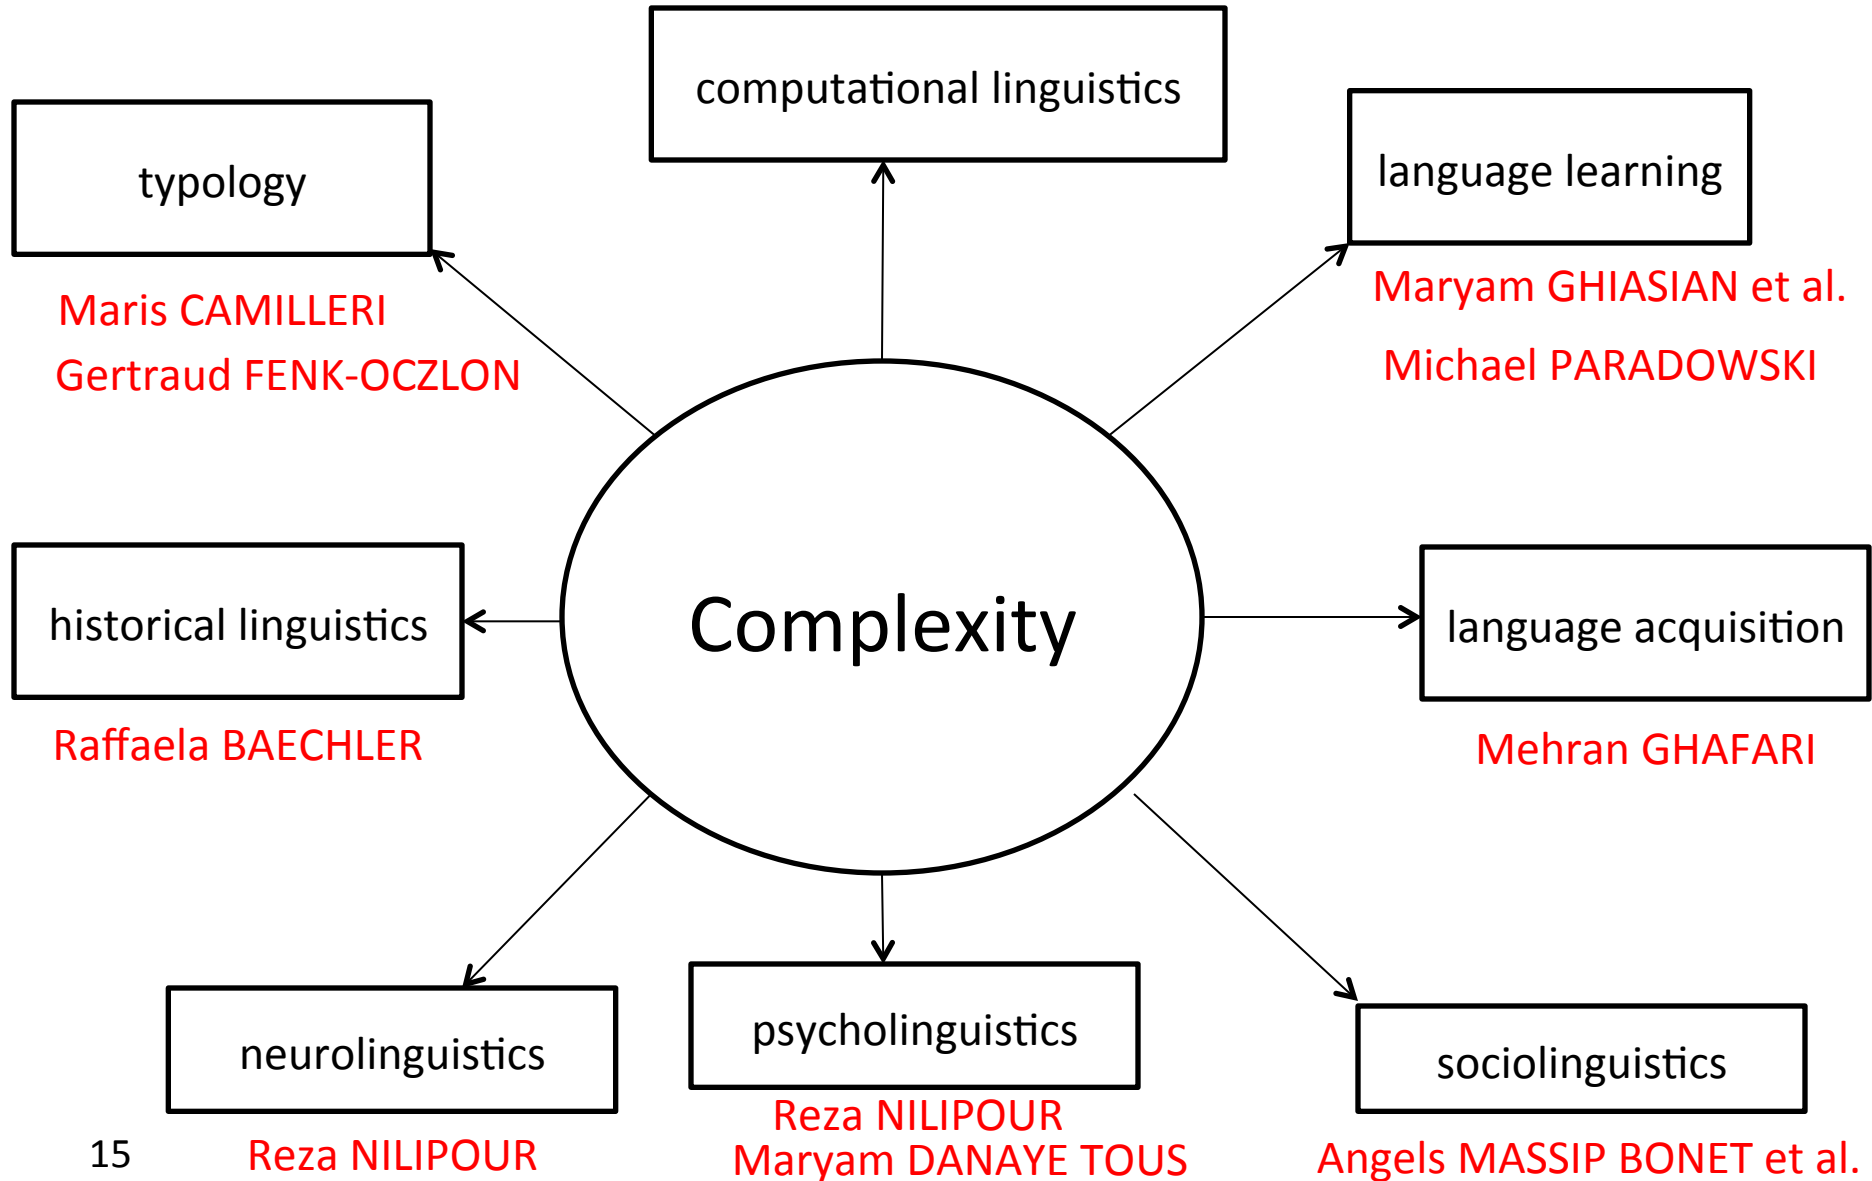 computational linguistics
typology
language learning
Maris CAMILLERI
Gertraud FENK-OCZLON
Maryam GHIASIAN et al.
Michael PARADOWSKI
Complexity
historical linguistics
Raffaela BAECHLER
language acquisition
Mehran GHAFARI
neurolinguistics
Reza NILIPOUR
psycholinguistics
Reza NILIPOUR
Maryam DANAYE TOUS
sociolinguistics
Angels MASSIP BONET et al.
15